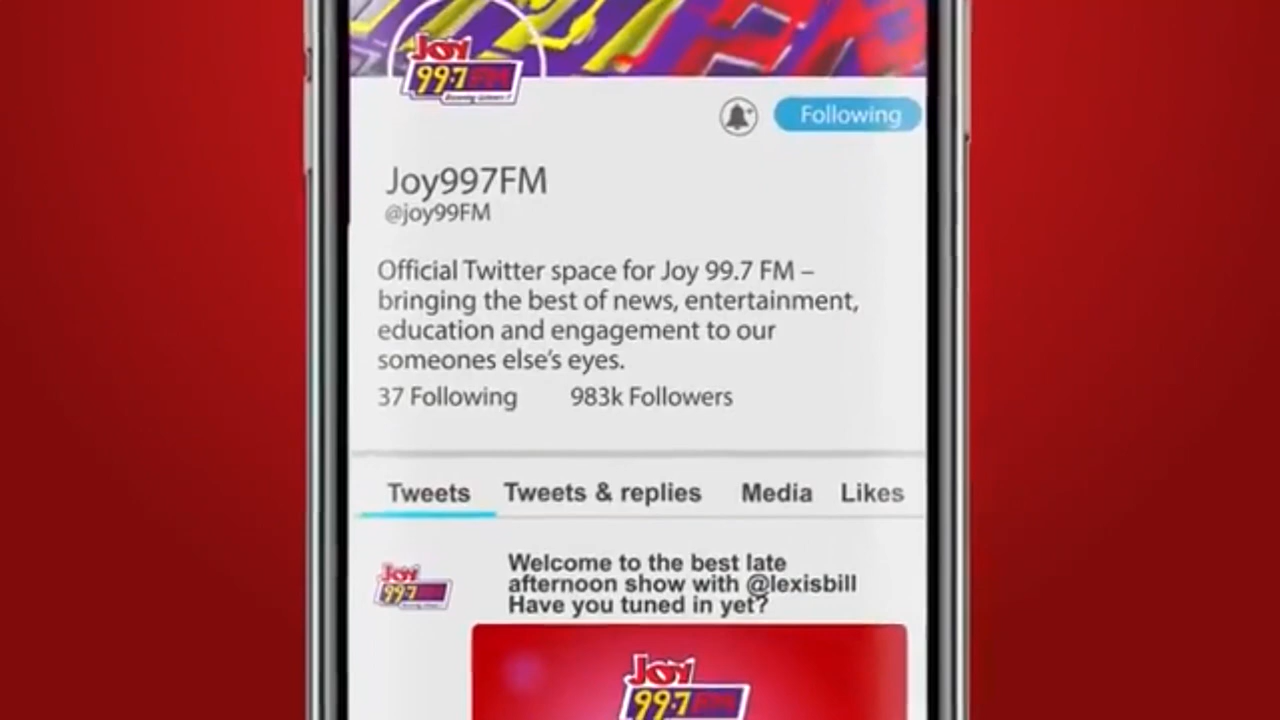 JOY
99.7 FM
Following
Joy997FM
@joy99FM
Official Twitter space for Joy 99.7 FM –
bringing the best of news, entertainment,
education and engagement to our
someones else's eyes.
37 Following 983k Followers
Tweets Tweets & replies Media Likes
Welcome to the best late
afternoon show with @lexisbill
Have you tuned in yet?
JOY
99.7 FM
JOY
99.7 FM